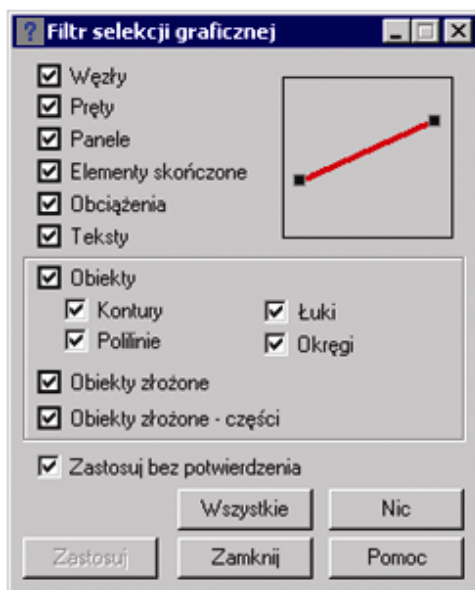 Filtr selekcji graficznej
Węzły
Pręty
Panele
Elementy skończone
Obciążenia
Teksty
Obiekty
Kontury
Łuki
Polilinie
Okręgi
Obiekty złożone
Obiekty złożone - części
Zastosuj bez potwierdzenia
Wszystkie
Nic
Zastosuj
Zamknij
Pomoc